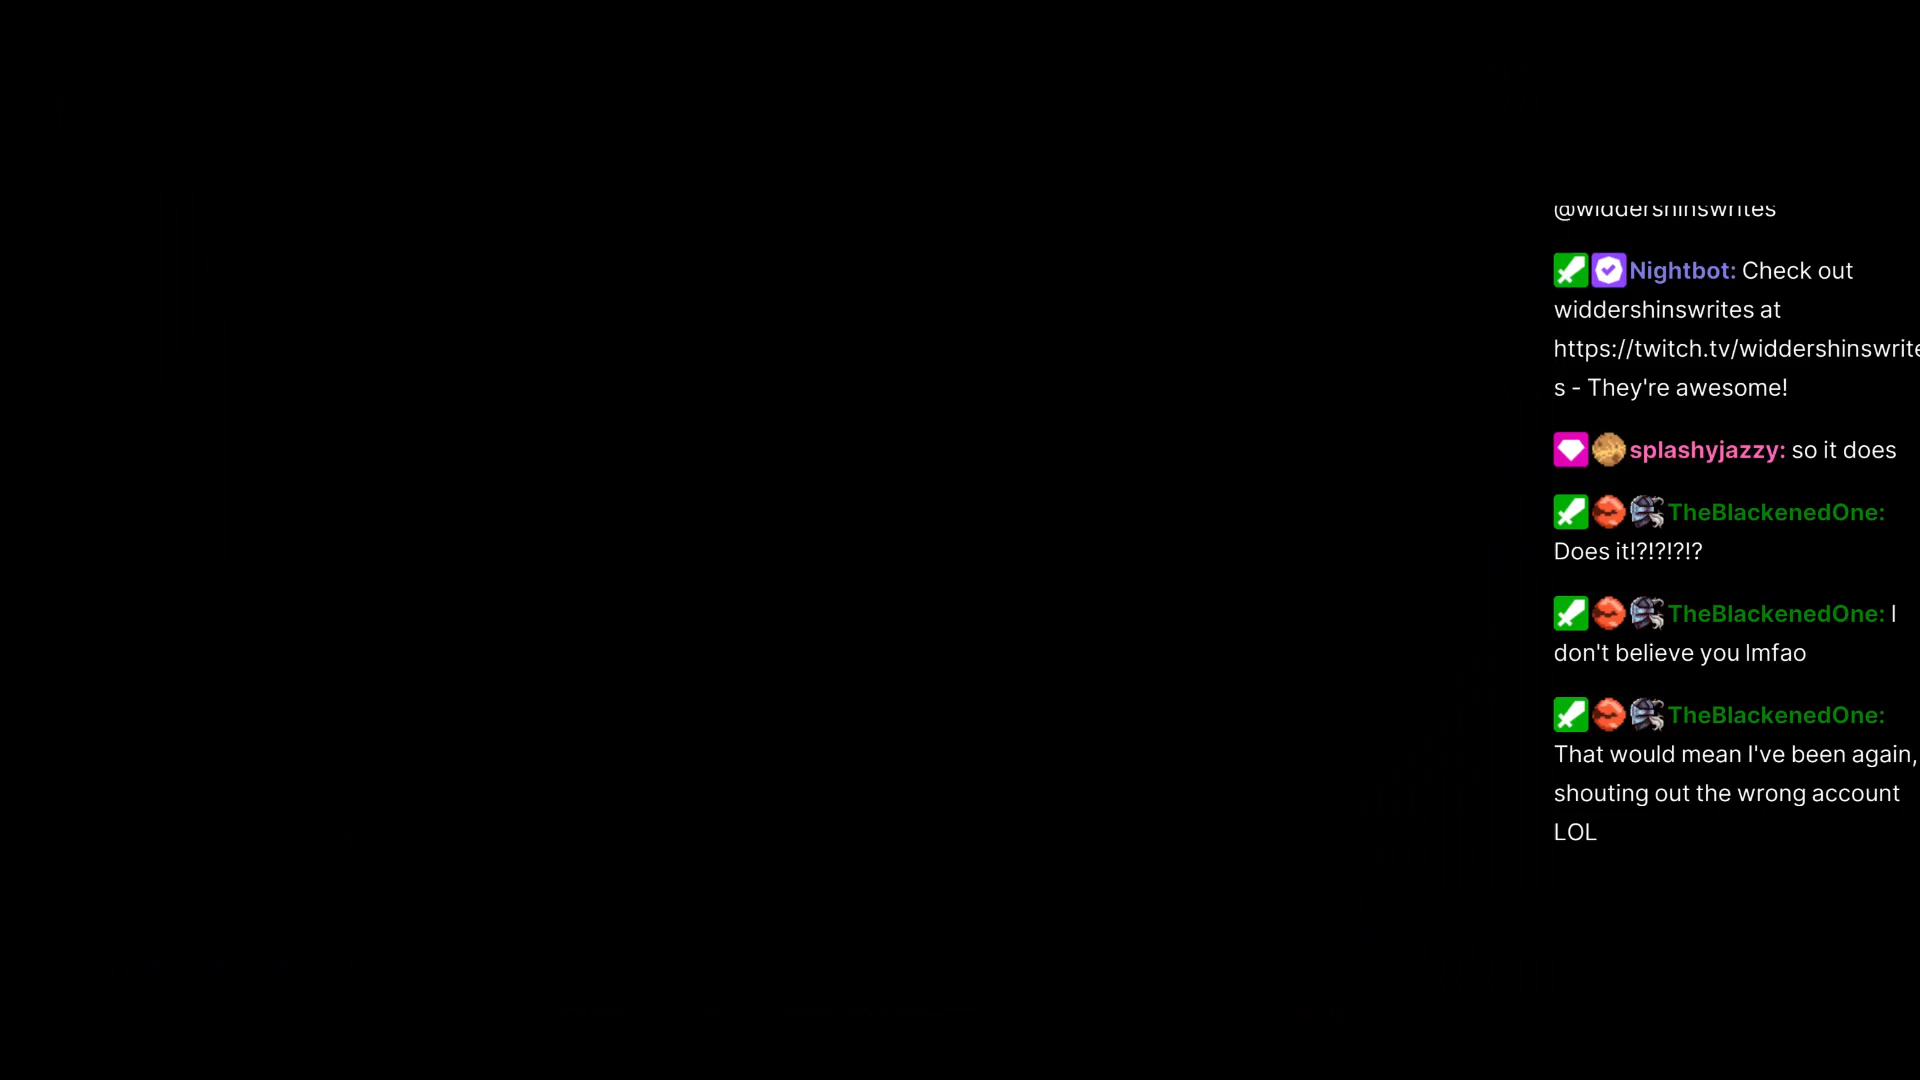 @widdershinswrites
Nightbot: Check out
widdershinswrites at
https://twitch.tv/widdershinswrite
s - They're awesome!
splashyjazzy: so it does
TheBlackenedOne:
Does it!?!?!?!?
TheBlackenedOne: I
don't believe you lmfao
TheBlackenedOne:
That would mean I've been again,
shouting out the wrong account
LOL